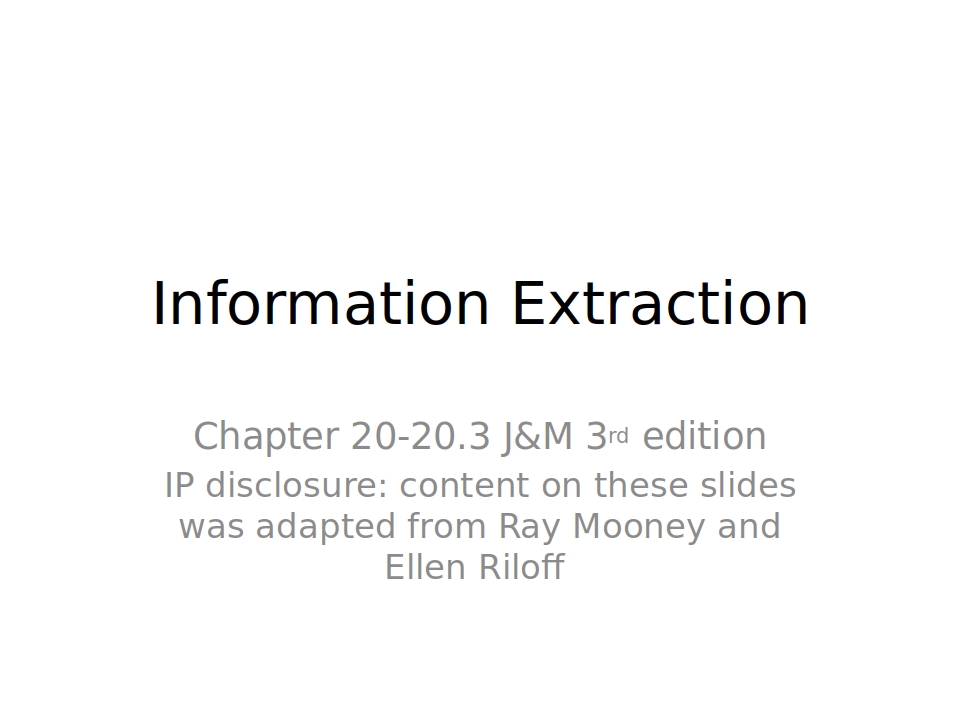 Information Extraction
Chapter 20-20.3 J&M 3rd edition
IP disclosure: content on these slides
was adapted from Ray Mooney and
Ellen Riloff